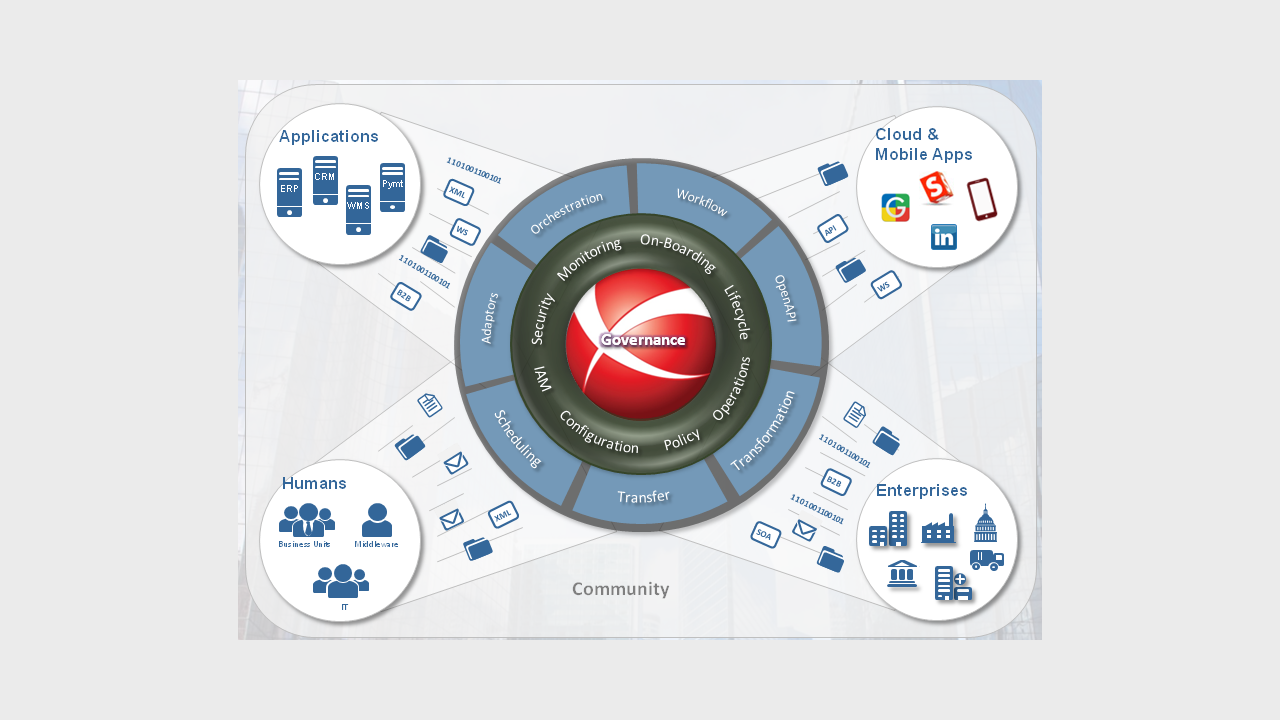 Applications
ERP
CRM
WMS
Pymt
1101001100101
XML
WS
1101001100101
B2B
Cloud &
Mobile Apps
G
S
in
API
WS
Orchestration
Workflow
OpenAPI
Transformation
Transfer
Scheduling
Adaptors
Monitoring
On-Boarding
Lifecycle
Operations
Policy
Configuration
IAM
Security
Governance
Humans
Business Units
Middleware
IT
XML
Enterprises
1101001100101
B2B
1101001100101
SOA
Community